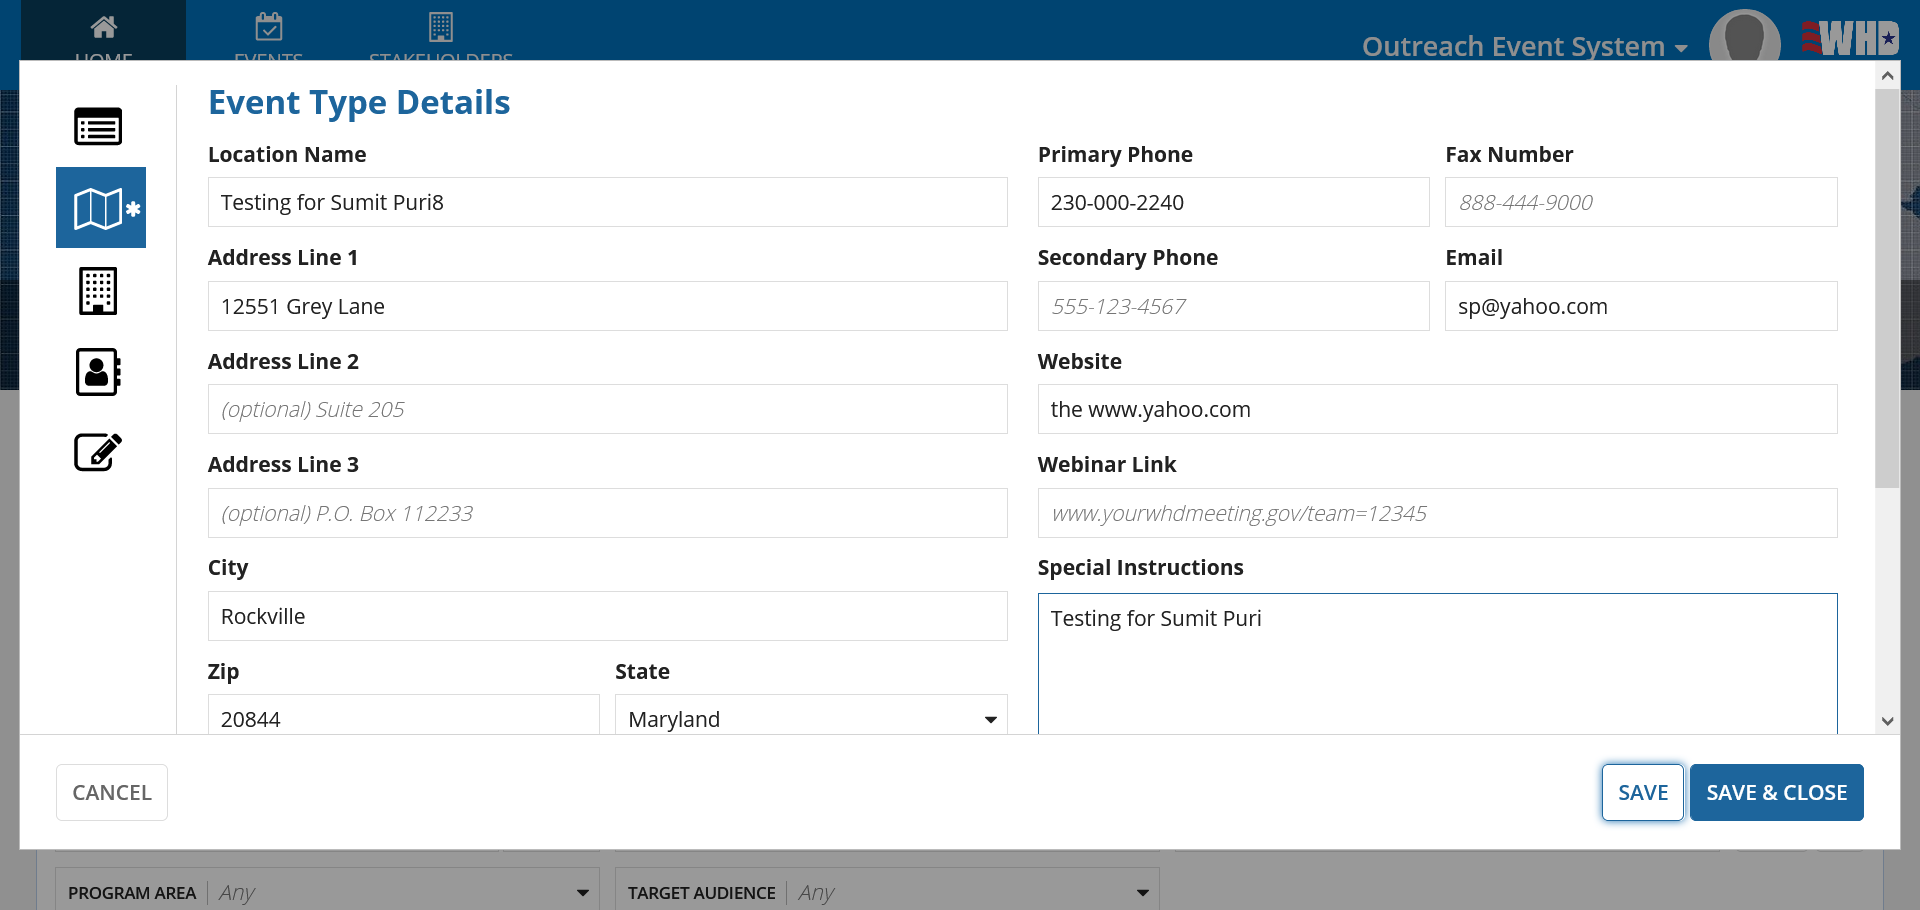 HOME
EVENTS
STAKEHOLDERS
Outreach Event System
WHD
Event Type Details
Location Name
Testing for Sumit Puri8
Address Line 1
12551 Grey Lane
Address Line 2
(optional) Suite 205
Address Line 3
(optional) P.O. Box 112233
City
Rockville
Zip
20844
State
Maryland
Primary Phone
230-000-2240
Fax Number
888-444-9000
Secondary Phone
555-123-4567
Email
sp@yahoo.com
Website
the www.yahoo.com
Webinar Link
www.yourwhdmeeting.gov/team=12345
Special Instructions
Testing for Sumit Puri
CANCEL
SAVE
SAVE & CLOSE
PROGRAM AREA Any
TARGET AUDIENCE Any